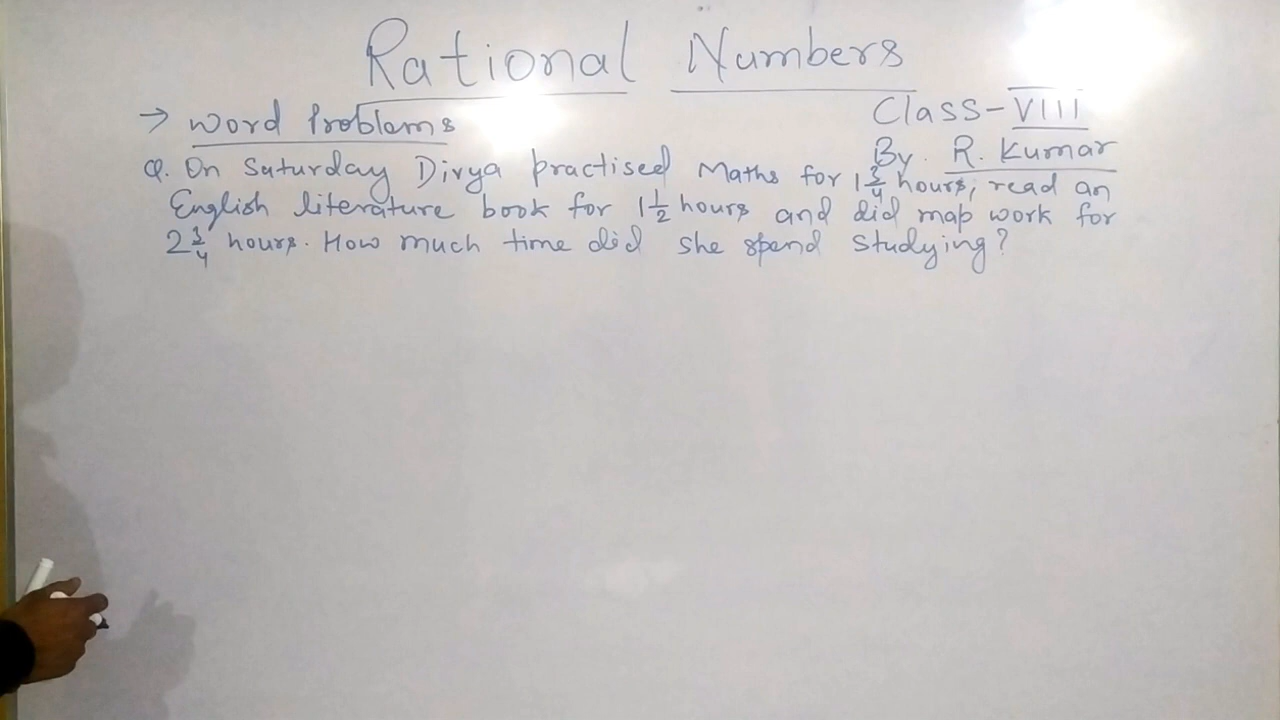 Rational Numbers
→ Word Problems
Class-VIII
By. R. Kumar
Q. On Saturday Divya practised Maths for 1 3/4 hours, read an
English literature book for 1 1/2 hours and did map work for
2 3/4 hours. How much time did she spend studying?